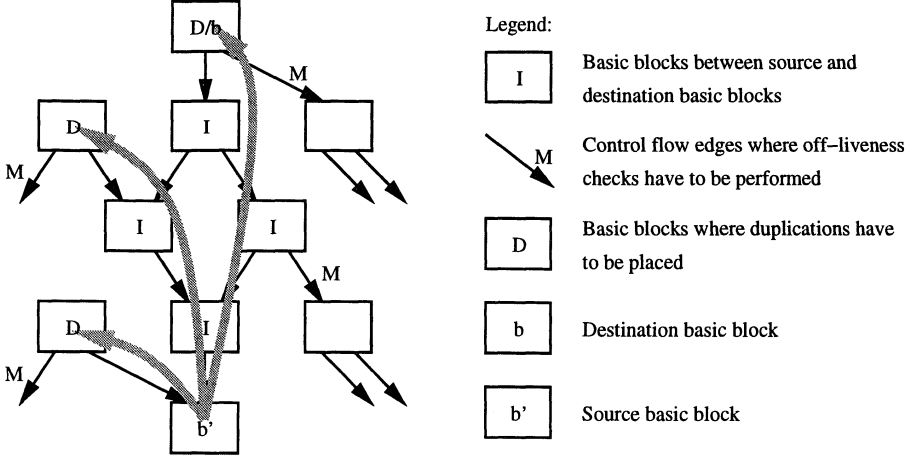 D/b
M
D
I
M
I
I
M
D
I
M
b'
Legend:
I
Basic blocks between source and
destination basic blocks
M
Control flow edges where off−liveness
checks have to be performed
D
Basic blocks where duplications have
to be placed
b
Destination basic block
b'
Source basic block